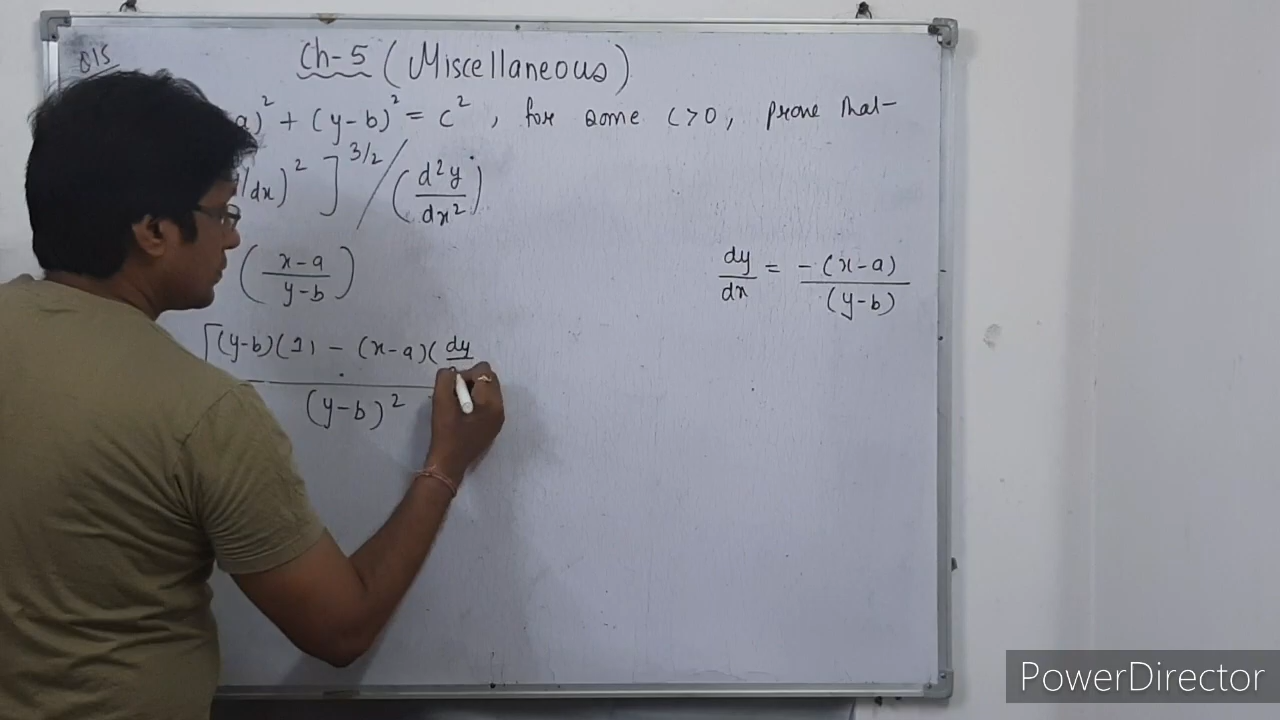 Q15
Ch-5 (Miscellaneous)
a)² + (y-b)² = c² , for some c>0, prove that-
/dx)² ]^3/2 / (d²y/dx²)
(x-a/y-b)
dy/dx = -(x-a)/(y-b)
[(y-b)(1) - (x-a)(dy
(y-b)²
PowerDirector